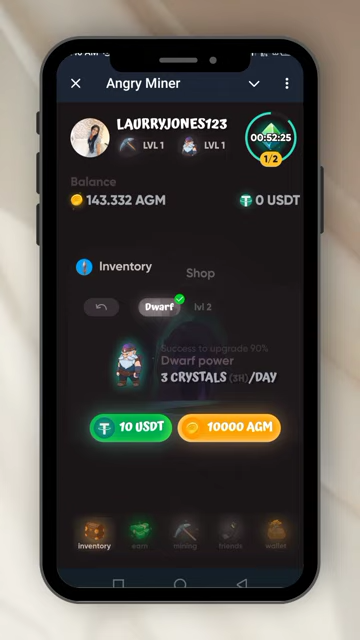 Angry Miner
LAURRYJONES123
LVL 1 LVL 1
00:52:25
1/2
Balance
143.332 AGM 0 USDT
Inventory Shop
Dwarf lvl 2
Success to upgrade 90%
Dwarf power
3 CRYSTALS (3H)/DAY
10 USDT 10000 AGM
inventory earn mining friends wallet